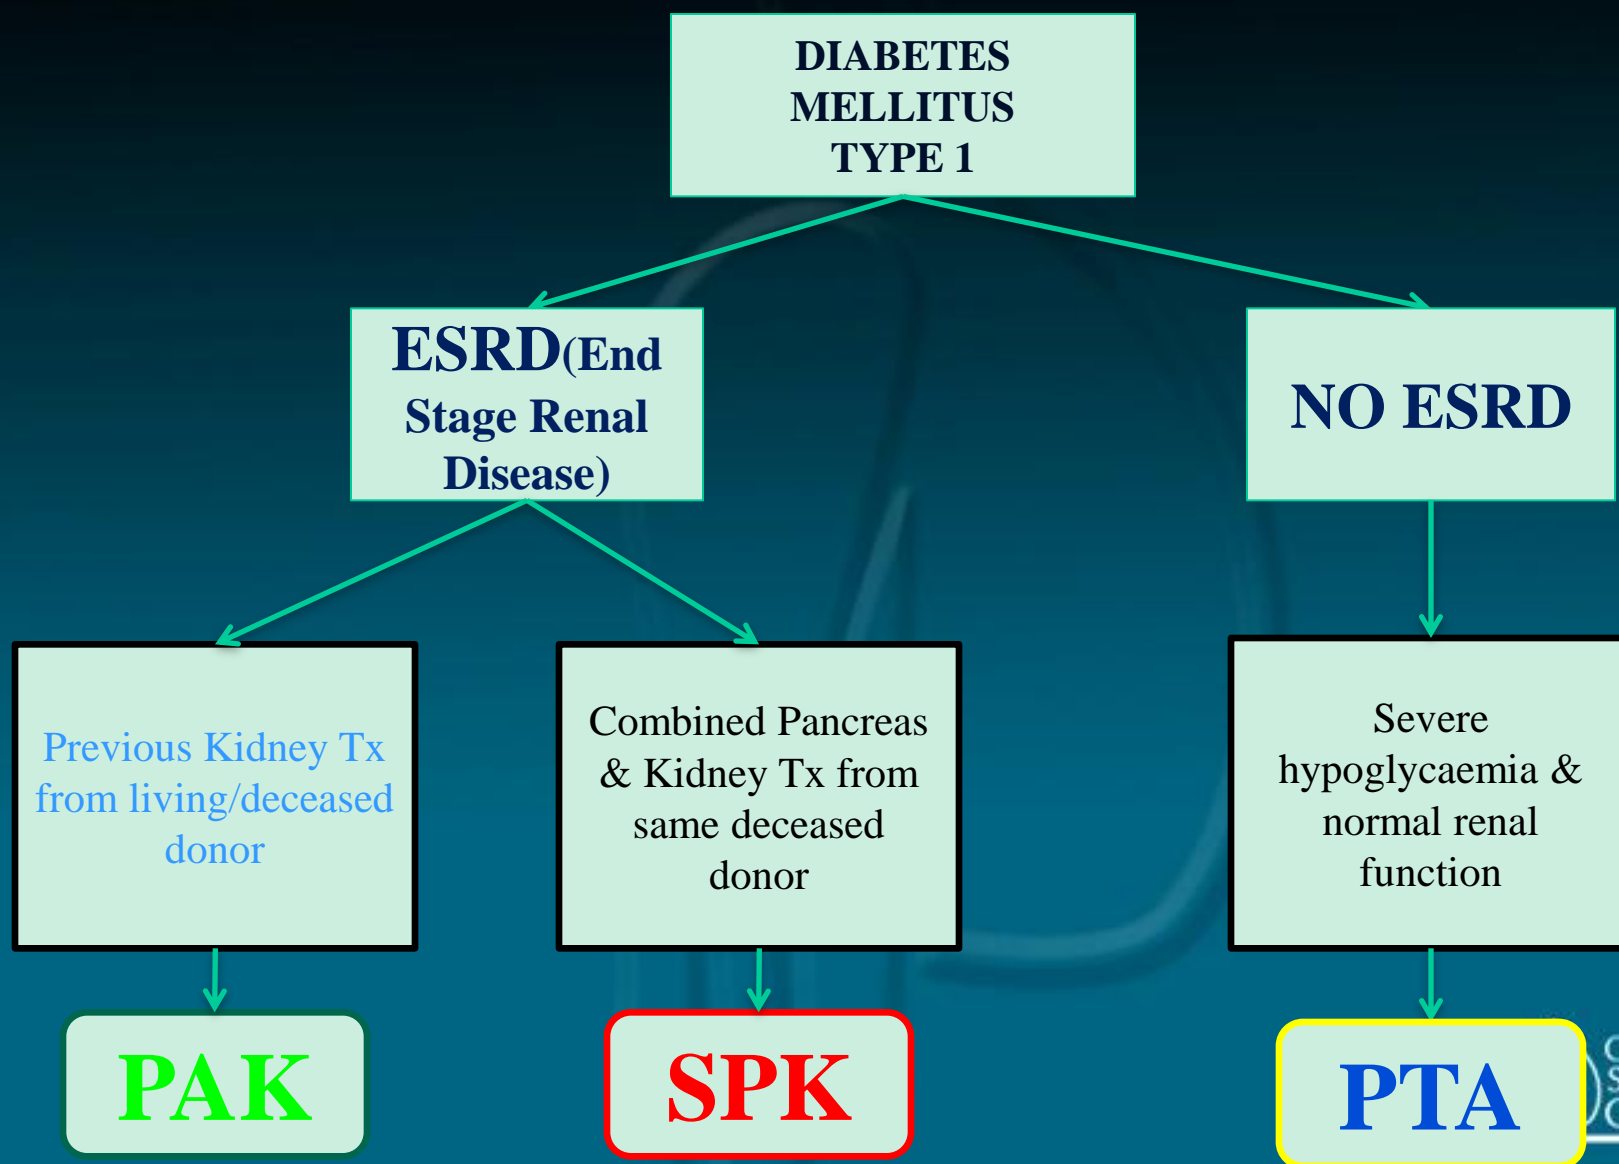 DIABETES
MELLITUS
TYPE 1
ESRD(End
Stage Renal
Disease)
NO ESRD
Previous Kidney Tx
from living/deceased
donor
Combined Pancreas
& Kidney Tx from
same deceased
donor
Severe
hypoglycaemia &
normal renal
function
PAK
SPK
PTA